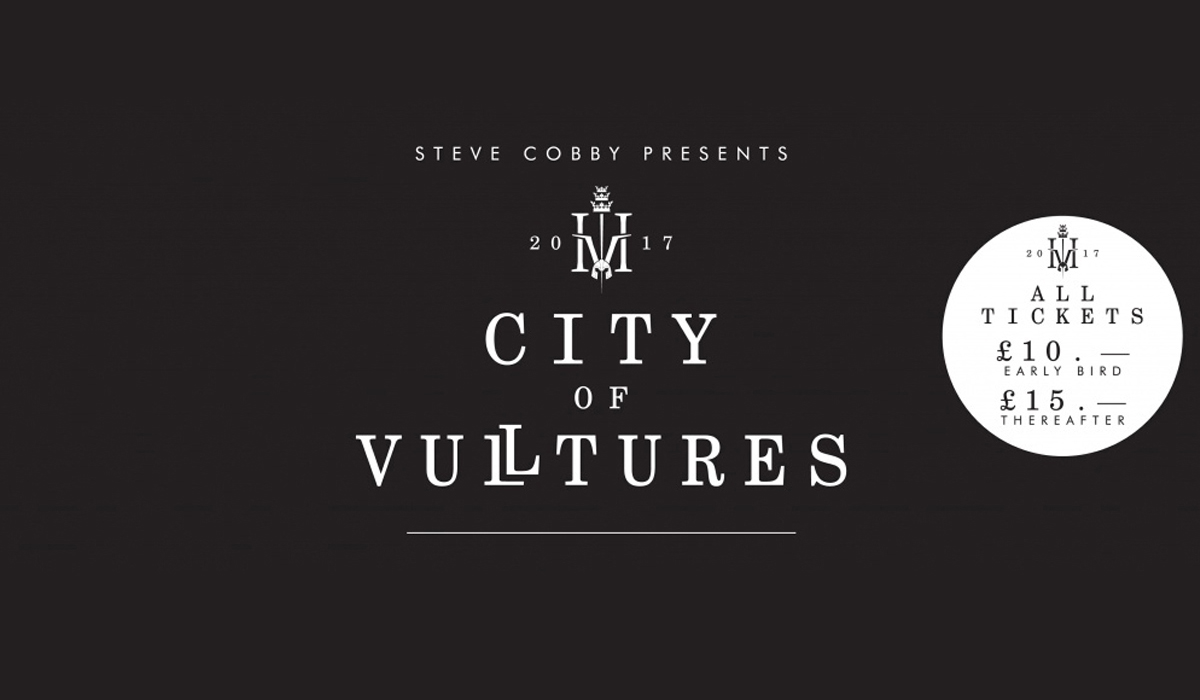 STEVE COBBY PRESENTS
20 17
CITY
OF
VULLTURES
20 17
ALL
TICKETS
£10.—
EARLY BIRD
£15.—
THEREAFTER